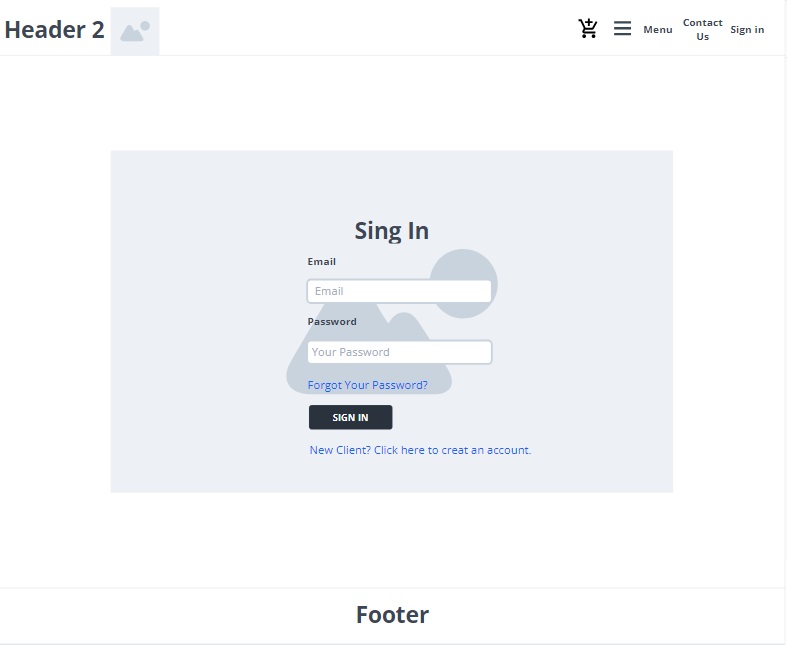 Header 2
Menu
Contact
Us
Sign in
Sing In
Email
Email
Password
Your Password
Forgot Your Password?
SIGN IN
New Client? Click here to creat an account.
Footer